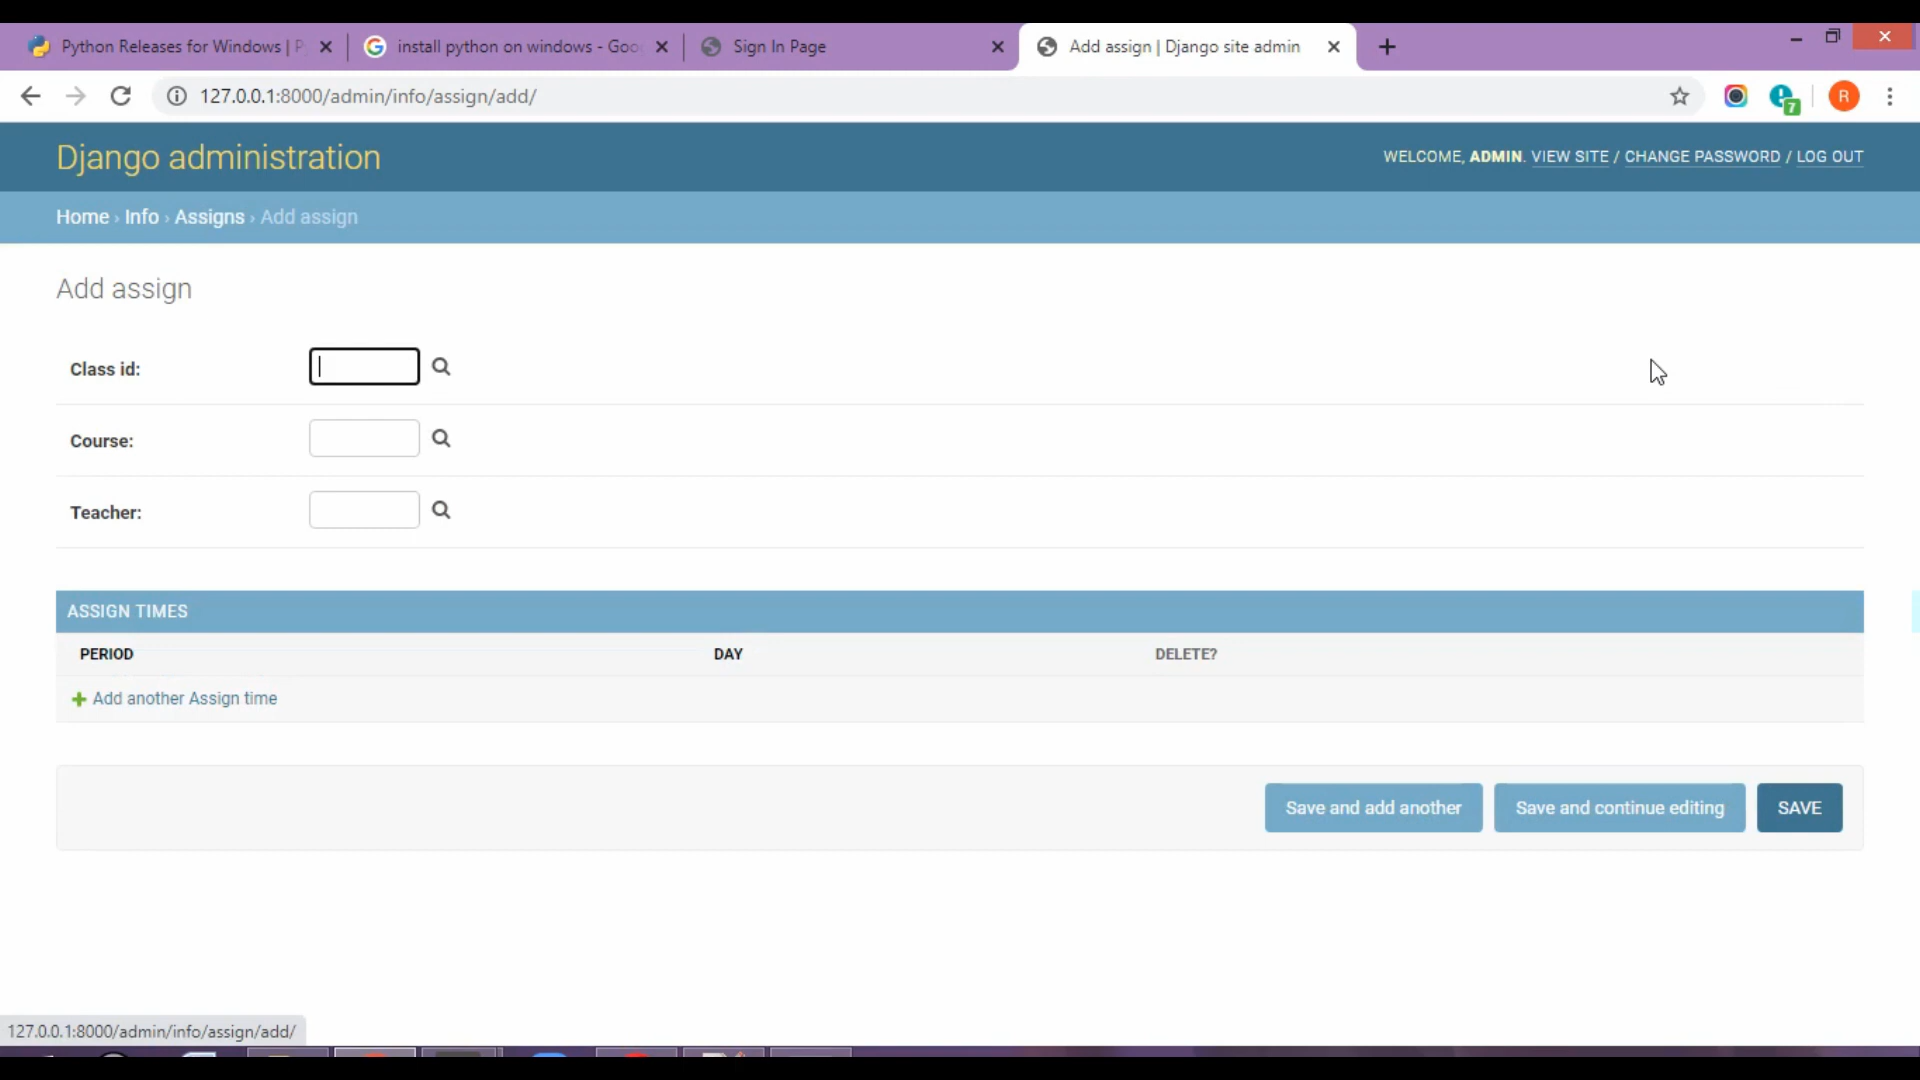 Python Releases for Windows | P
install python on windows - Goo
Sign In Page
Add assign | Django site admin
127.0.0.1:8000/admin/info/assign/add/
7
R
Django administration
WELCOME, ADMIN. VIEW SITE / CHANGE PASSWORD / LOG OUT
Home › Info › Assigns › Add assign
Add assign
Class id:
Course:
Teacher:
ASSIGN TIMES
PERIOD DAY DELETE?
Add another Assign time
Save and add another
Save and continue editing
SAVE
127.0.0.1:8000/admin/info/assign/add/